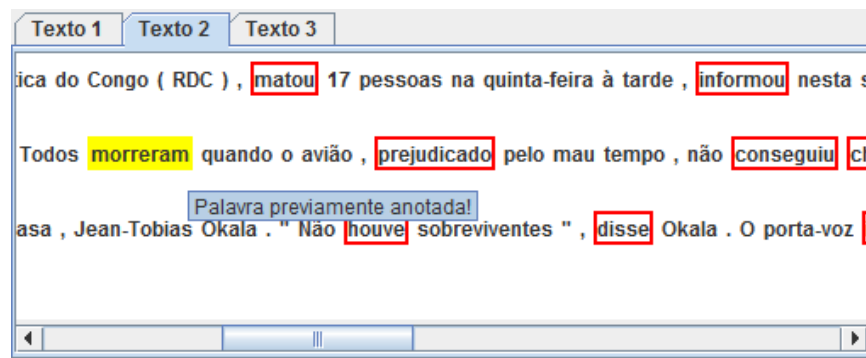 Texto 1 Texto 2 Texto 3
do Congo ( RDC ) , matou 17 pessoas na quinta-feira à tarde , informou nesta
Todos morreram quando o avião , prejudicado pelo mau tempo , não conseguiu
Palavra previamente anotada!
asa , Jean-Tobias Okala . " Não houve sobreviventes " , disse Okala . O porta-voz